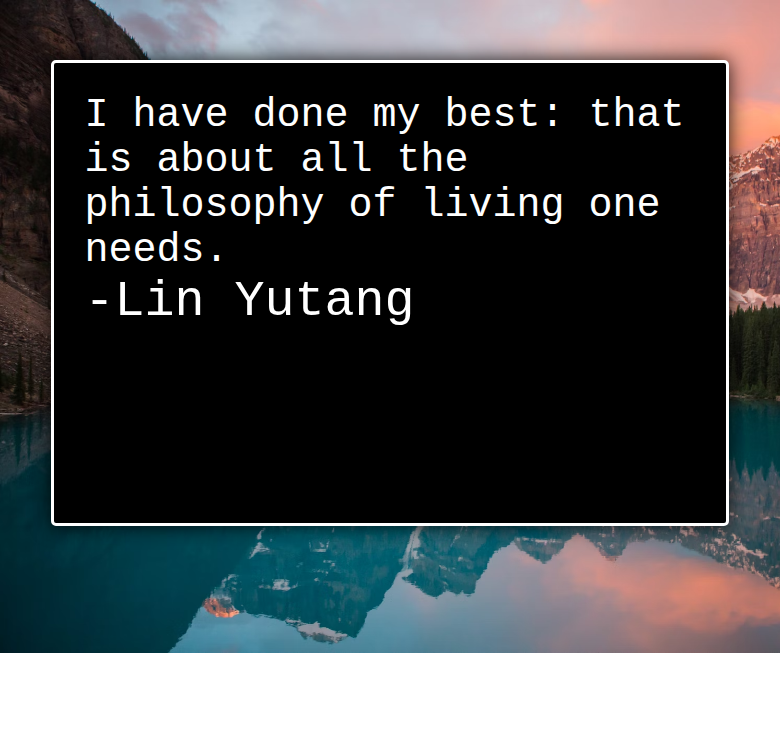 I have done my best: that
is about all the
philosophy of living one
needs.
-Lin Yutang